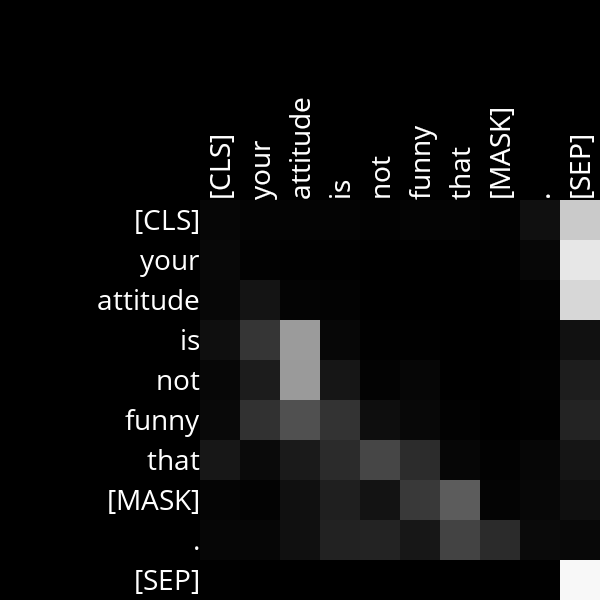 [CLS] your attitude is not funny that [MASK] . [SEP]
[CLS]
your
attitude
is
not
funny
that
[MASK]
.
[SEP]